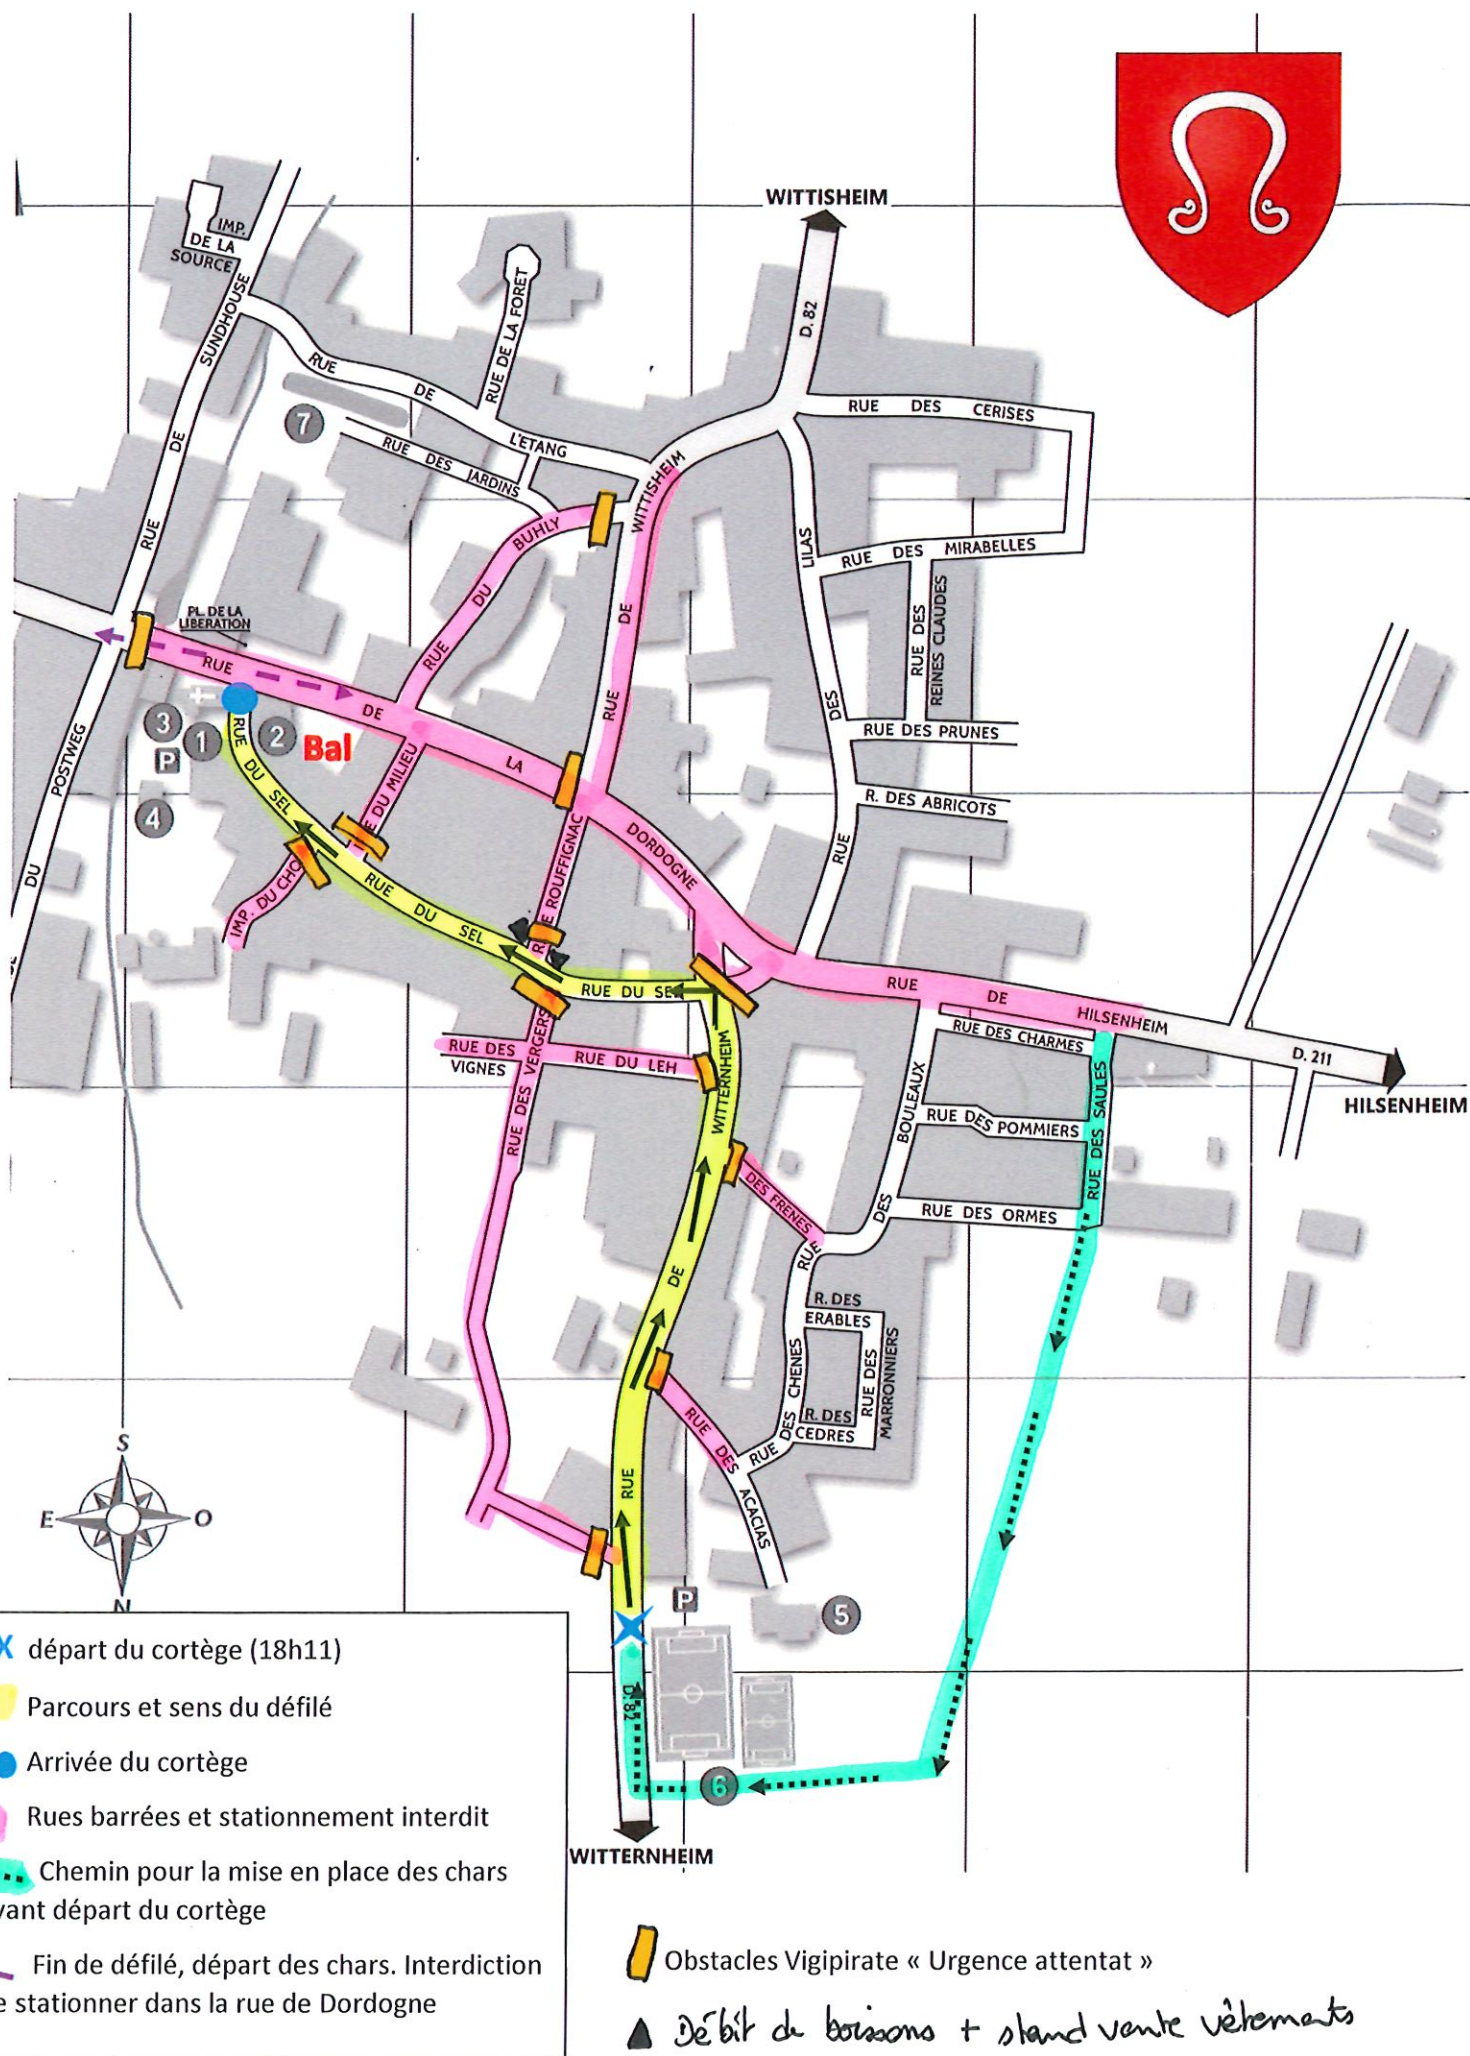 WITTISHEIM
IMP.
DE LA
SOURCE
D. 82
RUE DE SUNDHOUSE
RUE DE LA FORET
RUE DE L'ETANG
RUE DES CERISES
7
RUE DES JARDINS
RUE DE WITTISHEIM
RUE DU BUHLY
RUE DES LILAS
RUE DES MIRABELLES
RUE DES
REINES CLAUDES
PL. DE LA
LIBERATION
RUE DE LA DORDOGNE
3
1
2
Bal
P
4
RUE DES PRUNES
R. DES ABRICOTS
DU POSTWEG
RUE DU SEL
DU MILIEU
IMP. DU
ROUFFIGNAC
RUE DU SEL
RUE DU
RUE DE HILSENHEIM
D. 211
HILSENHEIM
RUE DES CHARMES
RUE DES
VIGNES
RUE DU LEH
RUE DES VERGERS
RUE DE WITTERNHEIM
RUE DES BOULEAUX
RUE DES POMMIERS
RUE DES SAULES
RUE DES ORMES
DES FRENES
R. DES
ERABLES
RUE DES CHENES
RUE DES
MARRONNIERS
R. DES
CEDRES
RUE DES ACACIAS
S
E
O
N
P
5
D. 82
6
WITTERNHEIM
départ du cortège (18h11)
Parcours et sens du défilé
Arrivée du cortège
Rues barrées et stationnement interdit
Chemin pour la mise en place des chars
vant départ du cortège
Fin de défilé, départ des chars. Interdiction
e stationner dans la rue de Dordogne
Obstacles Vigipirate « Urgence attentat »
Débit de boissons + stand vente vêtements